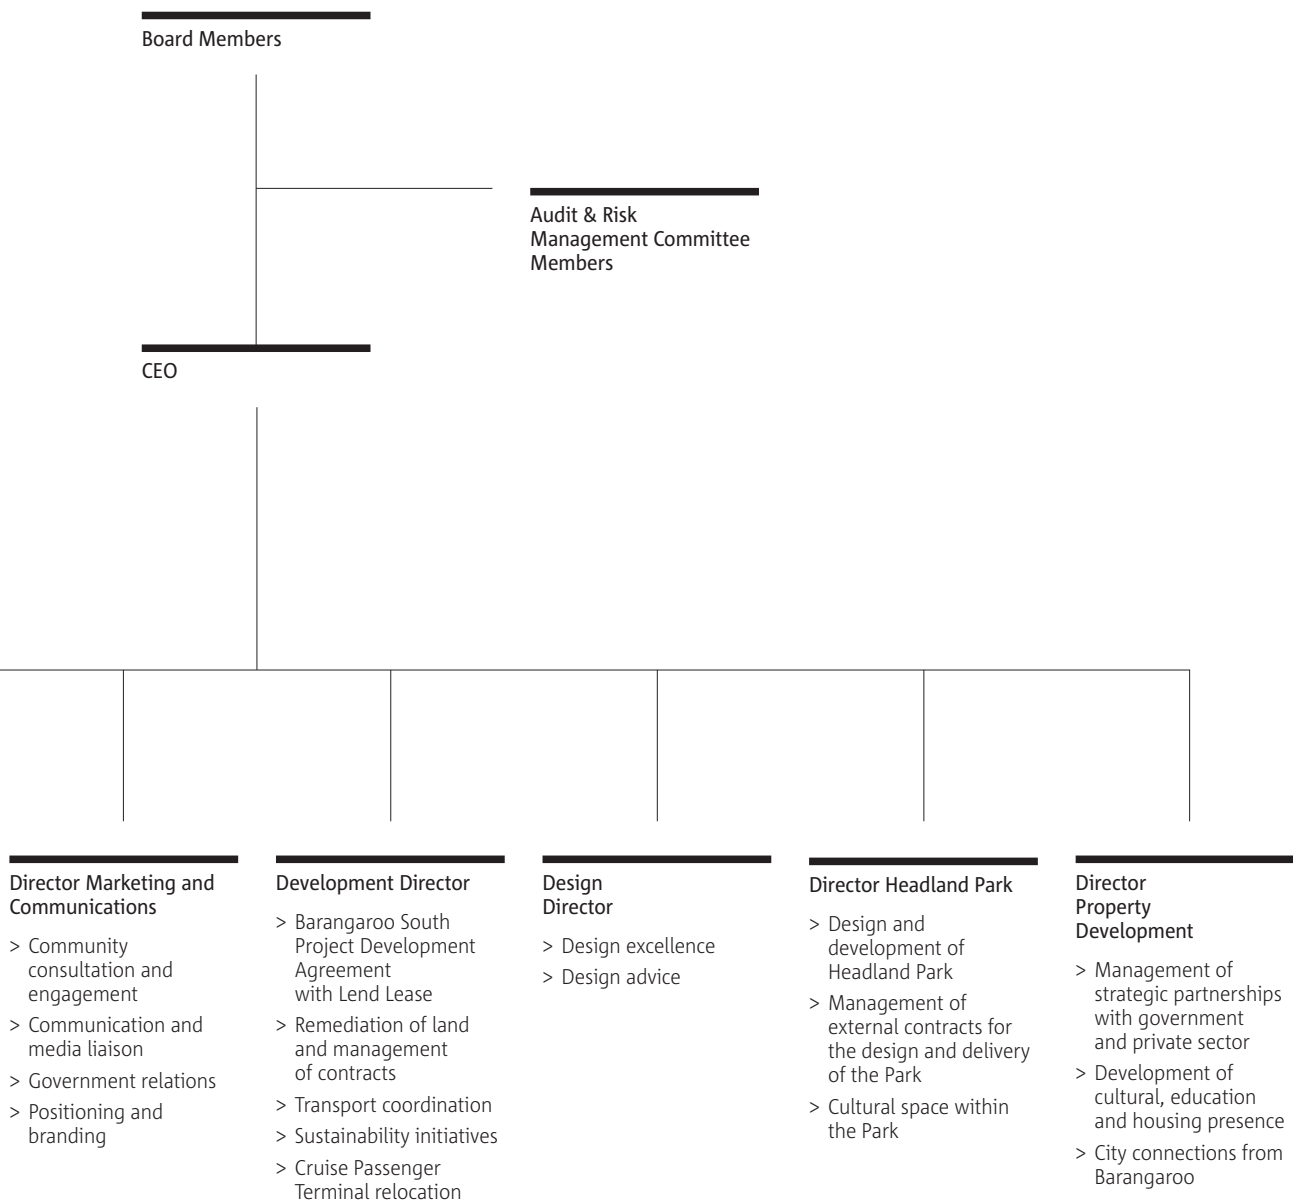 Board Members
Audit & Risk
Management Committee
Members
CEO
Director Marketing and
Communications
> Community
consultation and
engagement
> Communication and
media liaison
> Government relations
> Positioning and
branding
Development Director
> Barangaroo South
Project Development
Agreement
with Lend Lease
> Remediation of land
and management
of contracts
> Transport coordination
> Sustainability initiatives
> Cruise Passenger
Terminal relocation
Design
Director
> Design excellence
> Design advice
Director Headland Park
> Design and
development of
Headland Park
> Management of
external contracts for
the design and delivery
of the Park
> Cultural space within
the Park
Director
Property
Development
> Management of
strategic partnerships
with government
and private sector
> Development of
cultural, education
and housing presence
> City connections from
Barangaroo